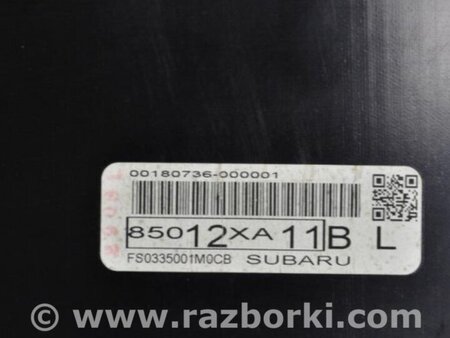 00180736-000001
85012XA11B L
FS0335001M0CB SUBARU
© www.razborki.com